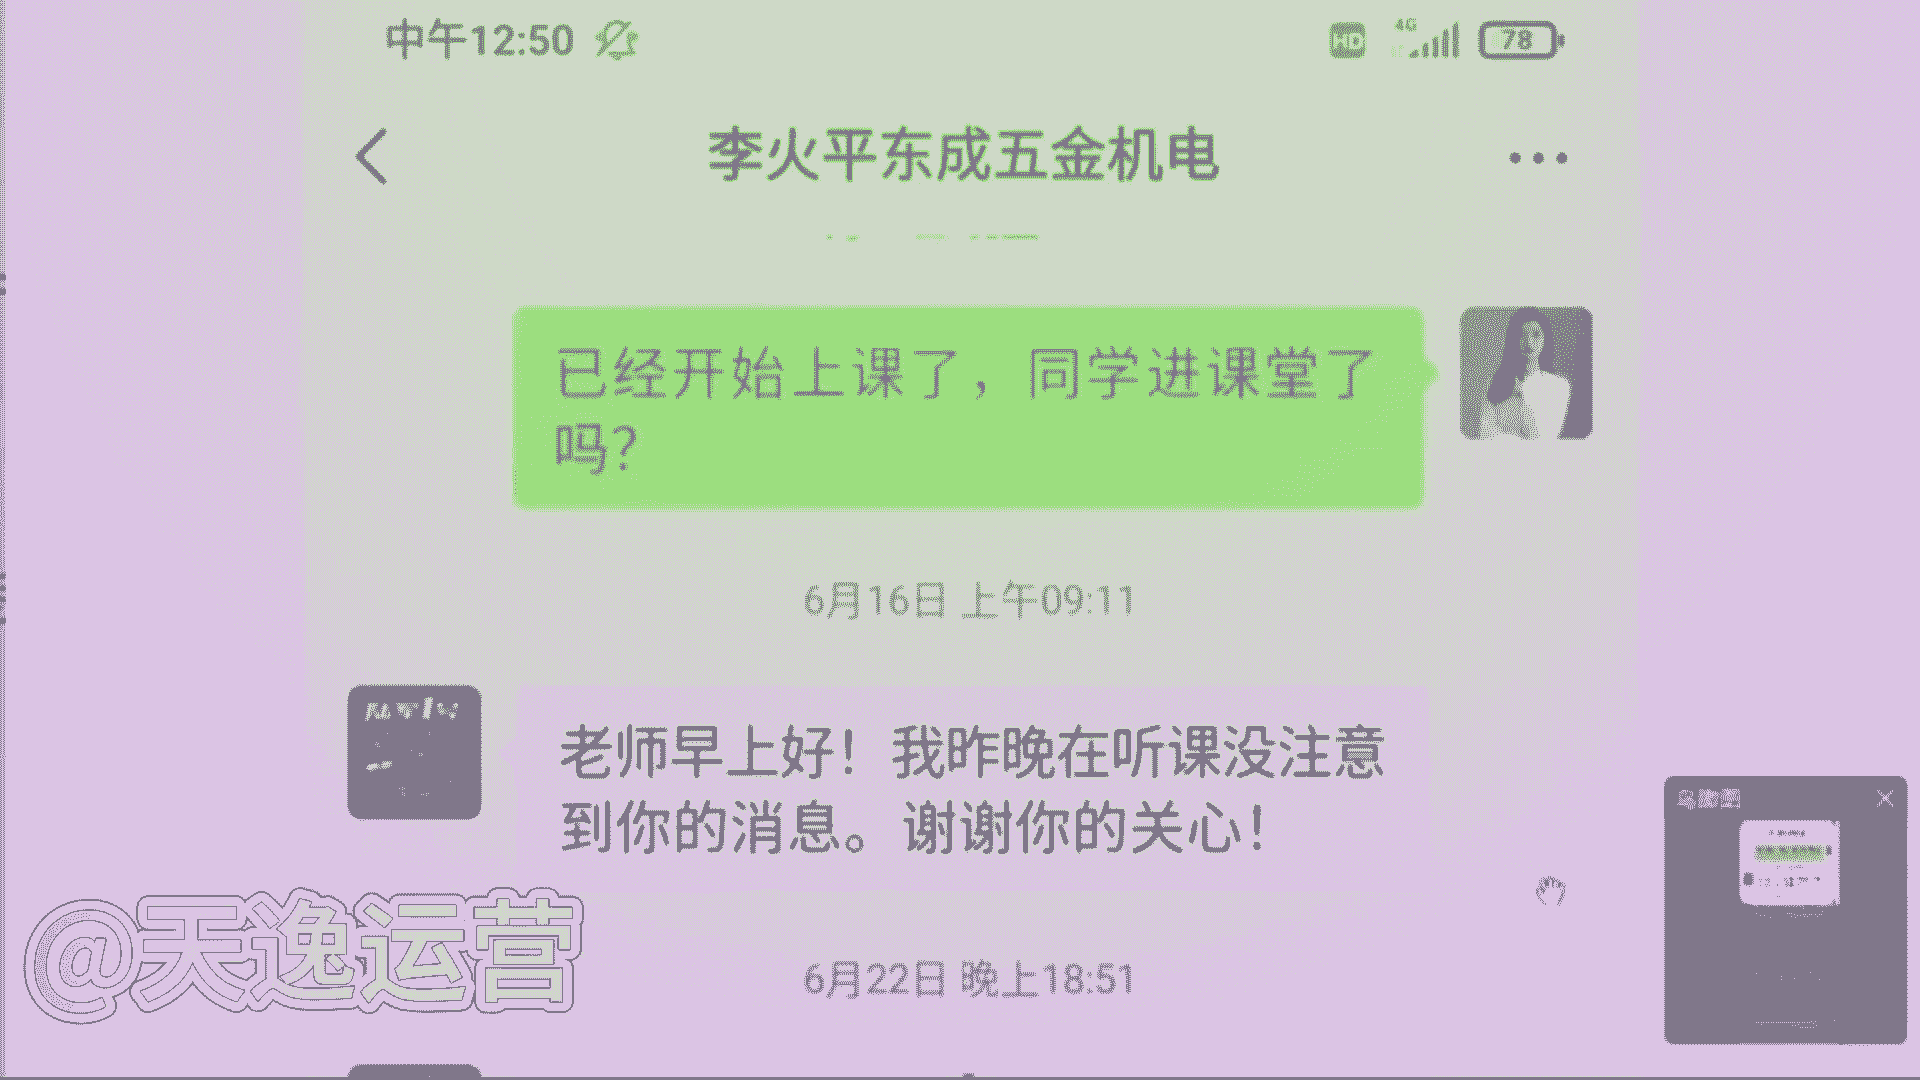 中午12:50
HD
4G
78
李火平东成五金机电
已经开始上课了，同学进课堂了
吗？
6月16日 上午09:11
老师早上好！我昨晚在听课没注意
到你的消息。谢谢你的关心！
@天逸运营
6月22日 晚上18:51